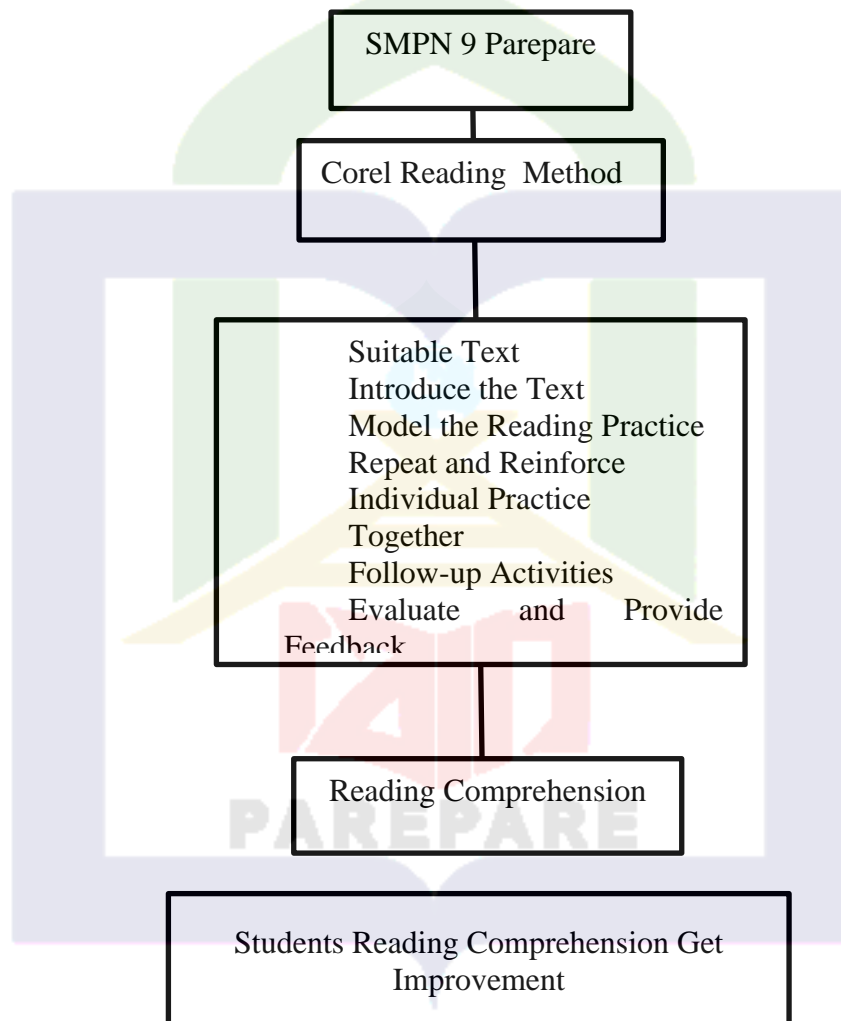 SMPN 9 Parepare
Corel Reading Method
Suitable Text
Introduce the Text
Model the Reading Practice
Repeat and Reinforce
Individual Practice
Together
Follow-up Activities
Evaluate and Provide
Feedback
Reading Comprehension
PAREPARE
Students Reading Comprehension Get
Improvement